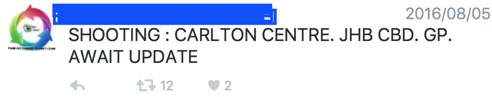 2016/08/05
SHOOTING : CARLTON CENTRE. JHB CBD. GP.
AWAIT UPDATE
12
2